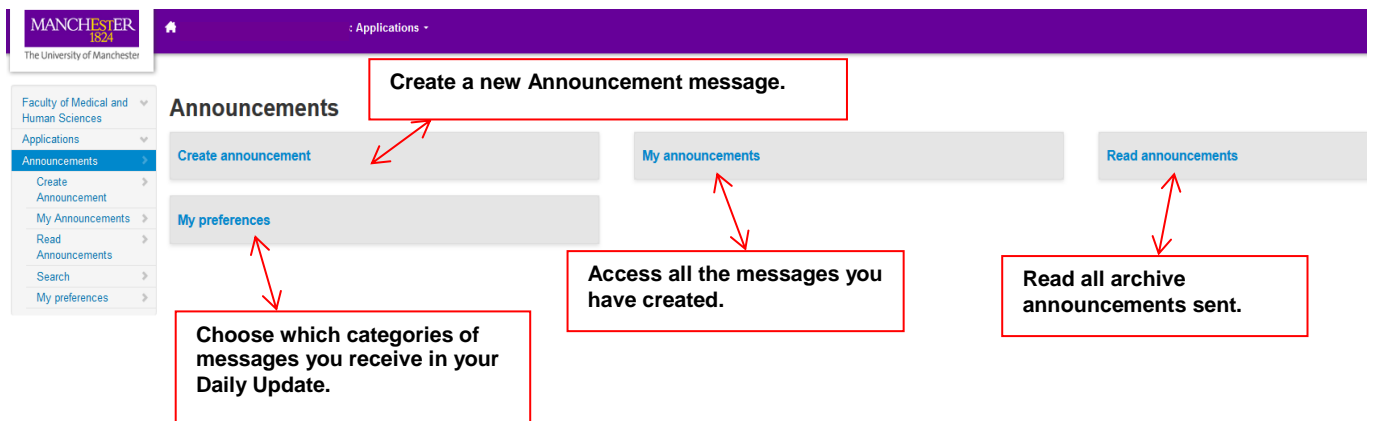 MANCHESTER
1824
The University of Manchester
: Applications
Create a new Announcement message.
Faculty of Medical and
Human Sciences
Applications
Announcements
Create
Announcement
My Announcements
Read
Announcements
Search
My preferences
Announcements
Create announcement
My announcements
Read announcements
My preferences
Access all the messages you
have created.
Read all archive
announcements sent.
Choose which categories of
messages you receive in your
Daily Update.